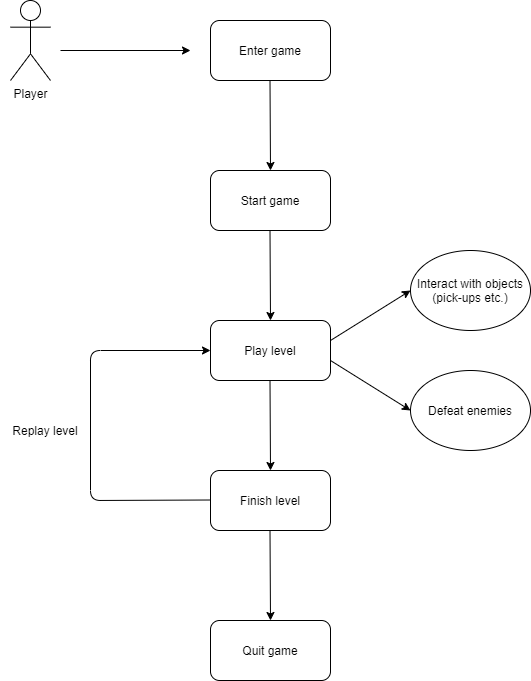 Enter game
Player
Start game
Interact with objects
(pick-ups etc.)
Play level
Defeat enemies
Replay level
Finish level
Quit game